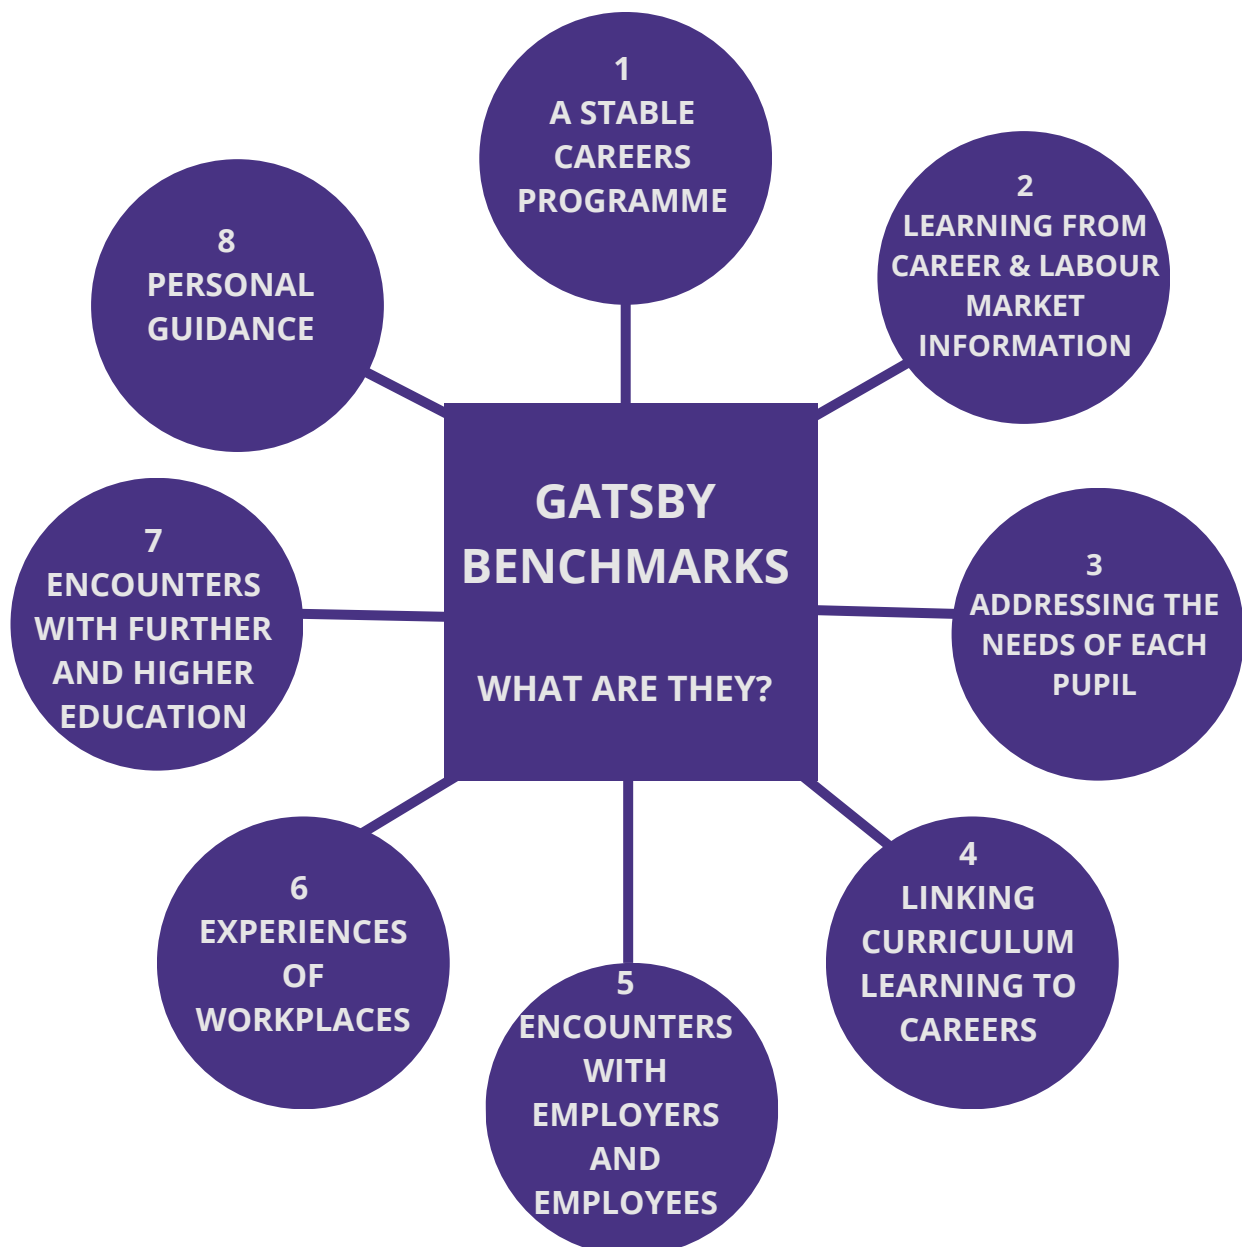 GATSBY
BENCHMARKS
WHAT ARE THEY?
1
A STABLE
CAREERS
PROGRAMME
2
LEARNING FROM
CAREER & LABOUR
MARKET
INFORMATION
3
ADDRESSING THE
NEEDS OF EACH
PUPIL
4
LINKING
CURRICULUM
LEARNING TO
CAREERS
5
ENCOUNTERS
WITH
EMPLOYERS
AND
EMPLOYEES
6
EXPERIENCES
OF
WORKPLACES
7
ENCOUNTERS
WITH FURTHER
AND HIGHER
EDUCATION
8
PERSONAL
GUIDANCE